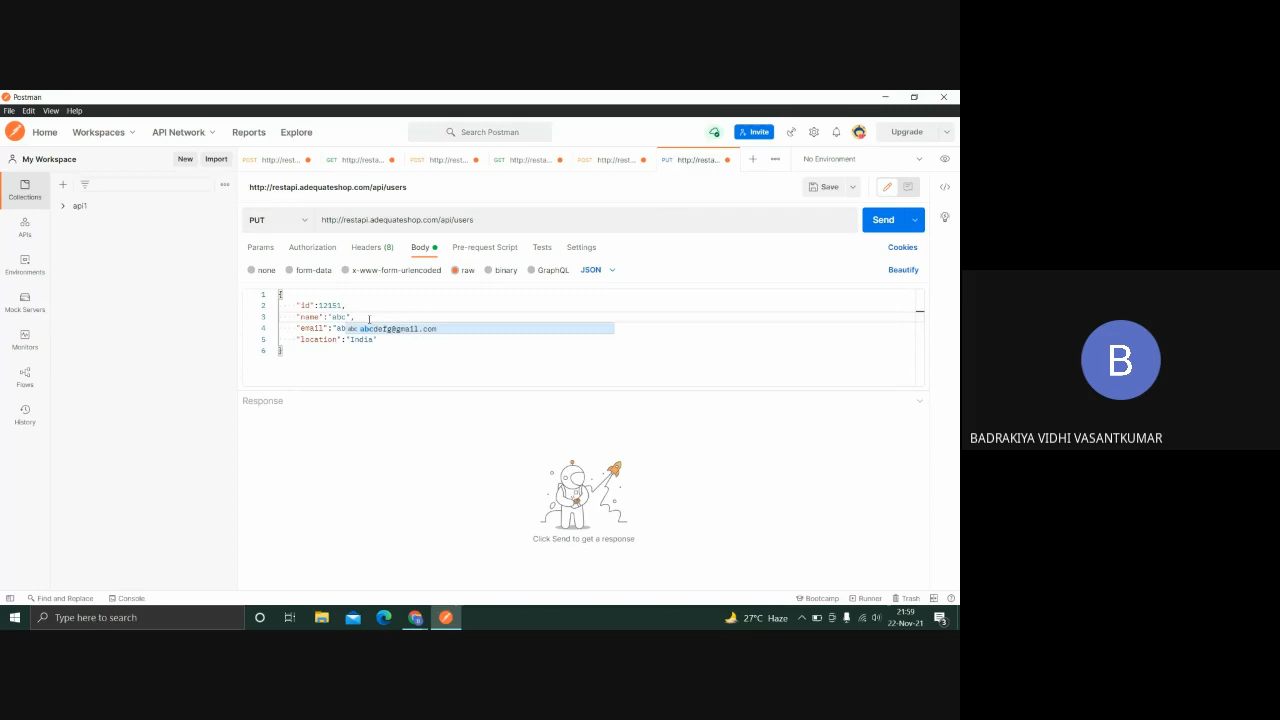 Postman
File Edit View Help
Home Workspaces API Network Reports Explore Search Postman Invite Upgrade
My Workspace New Import POST http://rest... GET http://resta... POST http://rest... GET http://resta... POST http://rest... PUT http://resta... No Environment
http://restapi.adequateshop.com/api/users Save
Collections
api1
PUT http://restapi.adequateshop.com/api/users Send
APIs
Params Authorization Headers (8) Body Pre-request Script Tests Settings Cookies
Environments
none form-data x-www-form-urlencoded raw binary GraphQL JSON Beautify
Mock Servers
1 {
2 "id":12151,
3 "name":"abc",
4 "email":"ab
abc abcdefg@gmail.com
5 "location":"India"
6 }
Monitors
Flows
History
Response
Click Send to get a response
B
BADRAKIYA VIDHI VASANTKUMAR
Find and Replace Console Bootcamp Runner Trash
Type here to search
27°C Haze
21:59
22-Nov-21
3